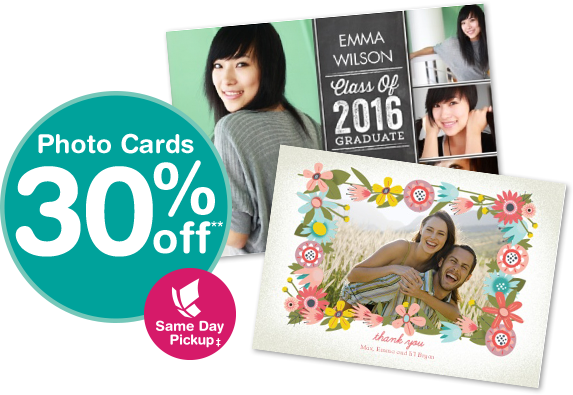 Photo Cards
30%
off**
Same Day
Pickup‡
EMMA
WILSON
Class Of
2016
GRADUATE
thank you